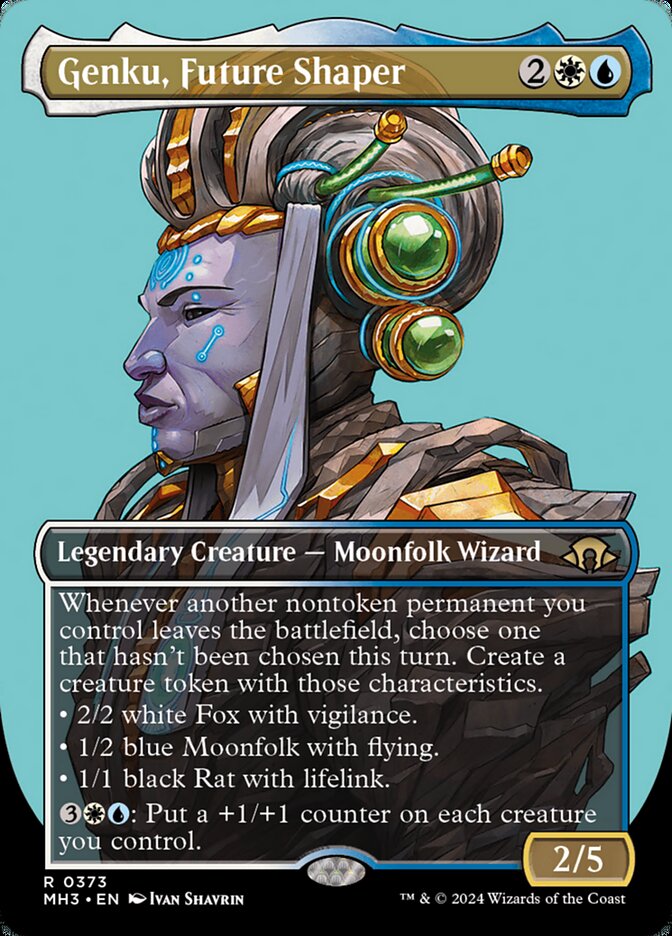 Genku, Future Shaper 2
Legendary Creature — Moonfolk Wizard
Whenever another nontoken permanent you
control leaves the battlefield, choose one
that hasn't been chosen this turn. Create a
creature token with those characteristics.
• 2/2 white Fox with vigilance.
• 1/2 blue Moonfolk with flying.
• 1/1 black Rat with lifelink.
3: Put a +1/+1 counter on each creature
you control.
2/5
R 0373
MH3 • EN Ivan Shavrin
™ & © 2024 Wizards of the Coast